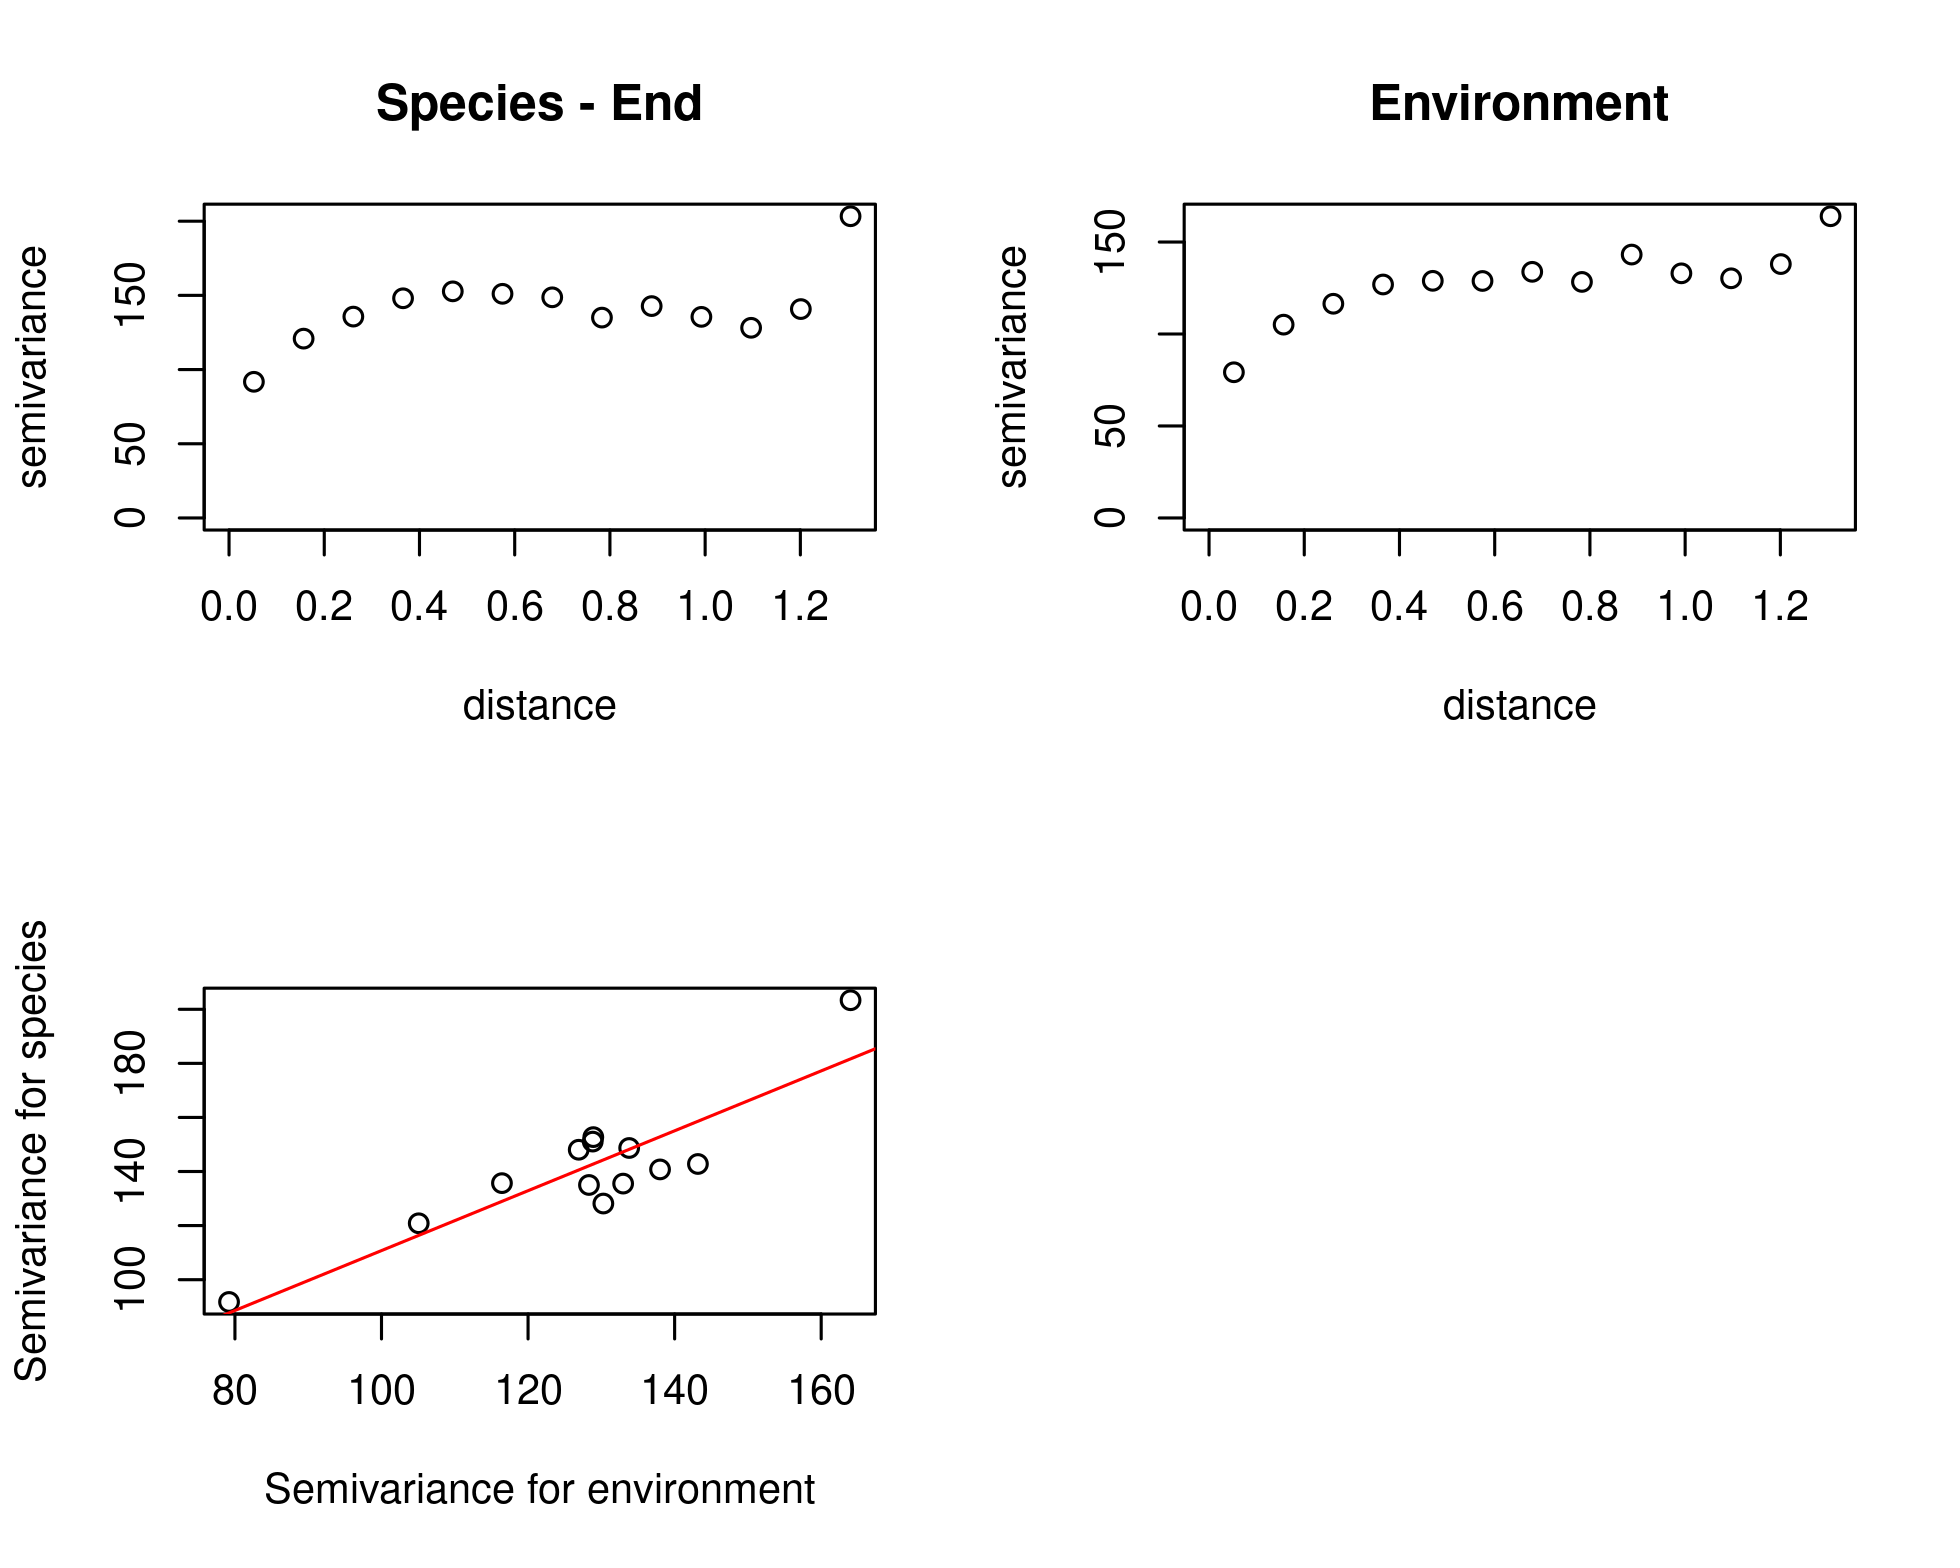 Species - End
semivariance
150
50
0
0.0 0.2 0.4 0.6 0.8 1.0 1.2
distance
Environment
semivariance
150
50
0
0.0 0.2 0.4 0.6 0.8 1.0 1.2
distance
Semivariance for species
180
140
100
80 100 120 140 160
Semivariance for environment